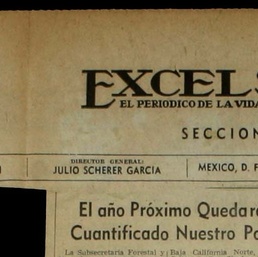 EXCELS
EL PERIODICO DE LA VIDA
SECCION
DIRECTOR GENERAL:
JULIO SCHERER GARCIA
MEXICO, D. F
El año Próximo Quedar
Cuantificado Nuestro Po
La Subsecretaría Forestal y Baja California Norte,